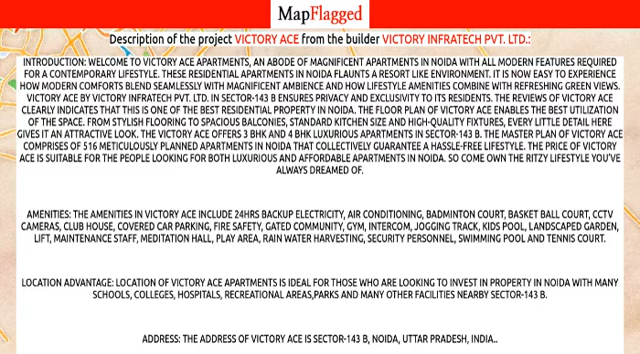 MapFlagged
Description of the project VICTORY ACE from the builder VICTORY INFRATECH PVT. LTD.:
INTRODUCTION: WELCOME TO VICTORY ACE APARTMENTS, AN ABODE OF MAGNIFICENT APARTMENTS IN NOIDA WITH ALL MODERN FEATURES REQUIRED
FOR A CONTEMPORARY LIFESTYLE. THESE RESIDENTIAL APARTMENTS IN NOIDA FLAUNTS A RESORT LIKE ENVIRONMENT. IT IS NOW EASY TO EXPERIENCE
HOW MODERN COMFORTS BLEND SEAMLESSLY WITH MAGNIFICENT AMBIENCE AND HOW LIFESTYLE AMENITIES COMBINE WITH REFRESHING GREEN VIEWS.
VICTORY ACE BY VICTORY INFRATECH PVT. LTD. IN SECTOR-143 B ENSURES PRIVACY AND EXCLUSIVITY TO ITS RESIDENTS. THE REVIEWS OF VICTORY ACE
CLEARLY INDICATES THAT THIS IS ONE OF THE BEST RESIDENTIAL PROPERTY IN NOIDA. THE FLOOR PLAN OF VICTORY ACE ENABLES THE BEST UTILIZATION
OF THE SPACE. FROM STYLISH FLOORING TO SPACIOUS BALCONIES, STANDARD KITCHEN SIZE AND HIGH-QUALITY FIXTURES, EVERY LITTLE DETAIL HERE
GIVES IT AN ATTRACTIVE LOOK. THE VICTORY ACE OFFERS 3 BHK AND 4 BHK LUXURIOUS APARTMENTS IN SECTOR-143 B. THE MASTER PLAN OF VICTORY ACE
COMPRISES OF 516 METICULOUSLY PLANNED APARTMENTS IN NOIDA THAT COLLECTIVELY GUARANTEE A HASSLE-FREE LIFESTYLE. THE PRICE OF VICTORY
ACE IS SUITABLE FOR THE PEOPLE LOOKING FOR BOTH LUXURIOUS AND AFFORDABLE APARTMENTS IN NOIDA. SO COME OWN THE RITZY LIFESTYLE YOU'VE
ALWAYS DREAMED OF.
AMENITIES: THE AMENITIES IN VICTORY ACE INCLUDE 24HRS BACKUP ELECTRICITY, AIR CONDITIONING, BADMINTON COURT, BASKET BALL COURT, CCTV
CAMERAS, CLUB HOUSE, COVERED CAR PARKING, FIRE SAFETY, GATED COMMUNITY, GYM, INTERCOM, JOGGING TRACK, KIDS POOL, LANDSCAPED GARDEN,
LIFT, MAINTENANCE STAFF, MEDITATION HALL, PLAY AREA, RAIN WATER HARVESTING, SECURITY PERSONNEL, SWIMMING POOL AND TENNIS COURT.
LOCATION ADVANTAGE: LOCATION OF VICTORY ACE APARTMENTS IS IDEAL FOR THOSE WHO ARE LOOKING TO INVEST IN PROPERTY IN NOIDA WITH MANY
SCHOOLS, COLLEGES, HOSPITALS, RECREATIONAL AREAS,PARKS AND MANY OTHER FACILITIES NEARBY SECTOR-143 B.
ADDRESS: THE ADDRESS OF VICTORY ACE IS SECTOR-143 B, NOIDA, UTTAR PRADESH, INDIA..